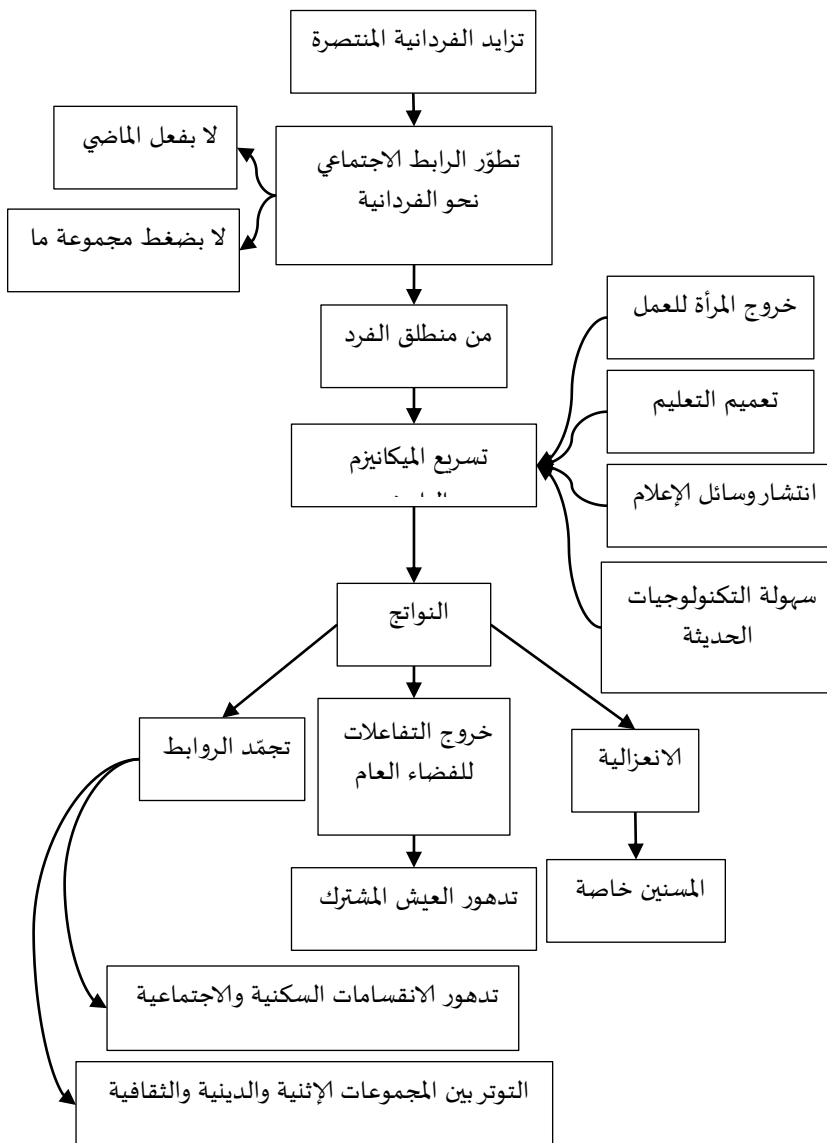 تزايد الفردانية المنتصرة
لا بفعل الماضي
تطوّر الرابط الاجتماعي
نحو الفردانية
لا بضغط مجموعة ما
خروج المرأة للعمل
من منطلق الفرد
تعميم التعليم
تسريع الميكانيزم
انتشار وسائل الإعلام
سهولة التكنولوجيات
الحديثة
النواتج
تجمّد الروابط
خروج التفاعلات
للفضاء العام
الانعزالية
تدهور العيش المشترك
المسنين خاصة
تدهور الانقسامات السكنية والاجتماعية
التوتر بين المجموعات الإثنية والدينية والثقافية